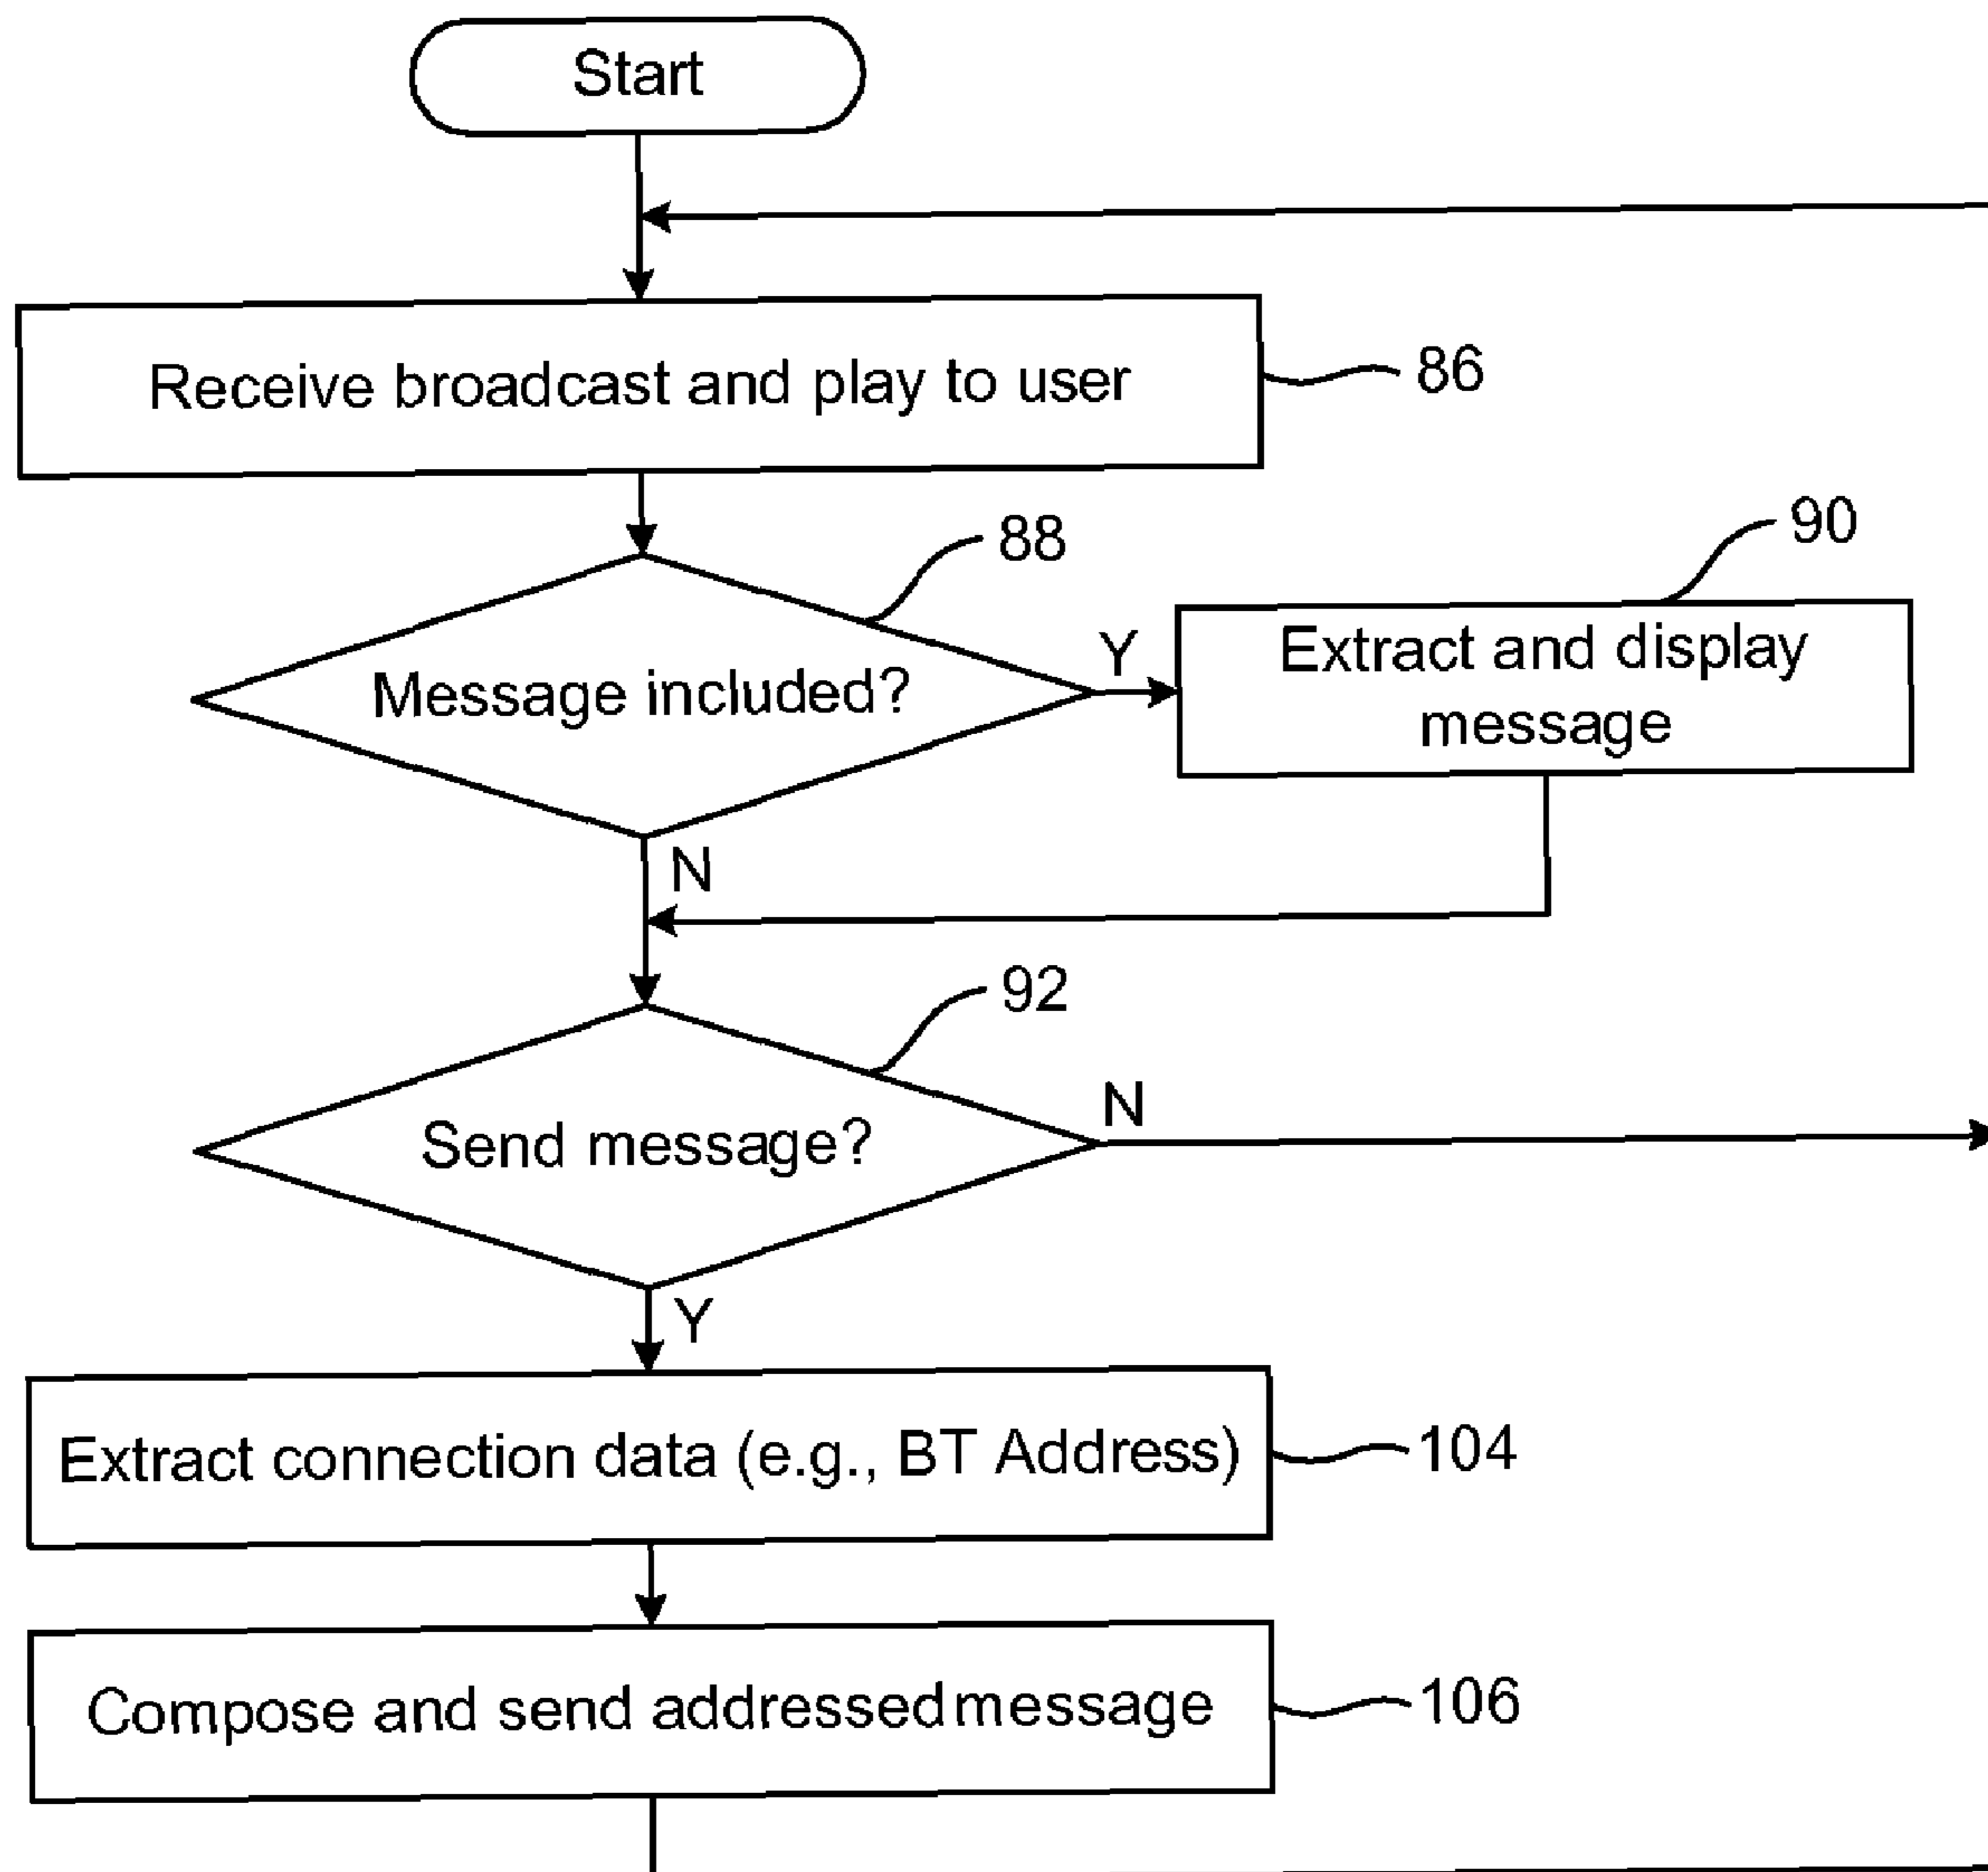 Start
Receive broadcast and play to user
86
88
90
Message included?
Y
Extract and display
message
N
92
Send message?
N
Y
Extract connection data (e.g., BT Address)
104
Compose and send addressed message
106